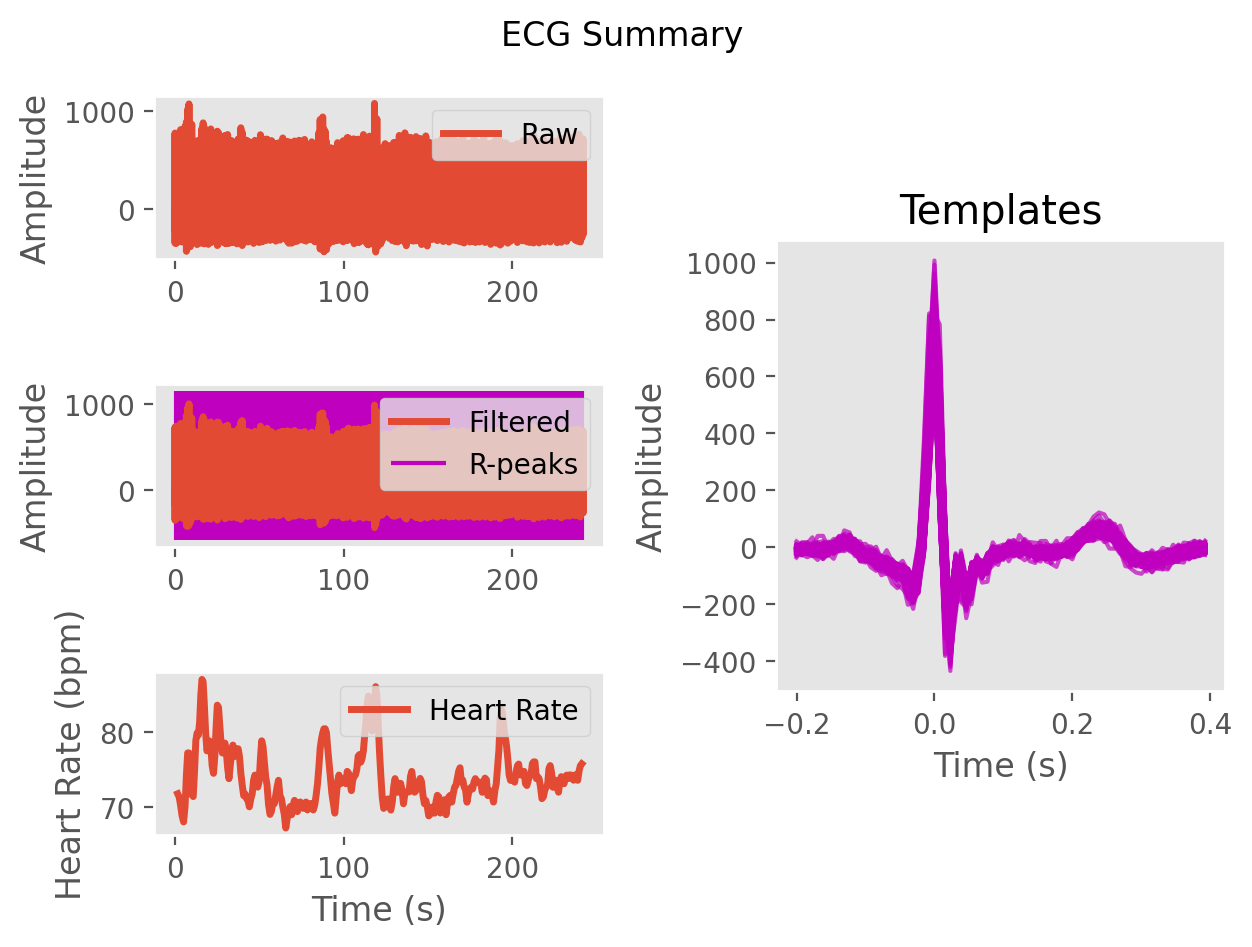 ECG Summary
Amplitude
1000
0
Raw
0
100
200
Amplitude
1000
0
Filtered
R-peaks
0
100
200
Heart Rate (bpm)
80
70
Heart Rate
0
100
200
Time (s)
Templates
Amplitude
1000
800
600
400
200
0
−200
−400
−0.2
0.0
0.2
0.4
Time (s)